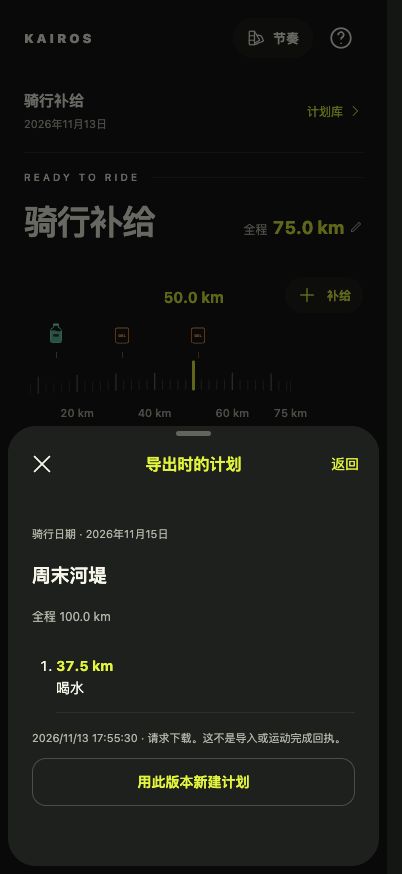 KAIROS
节奏
骑行补给
2026年11月13日
计划库
READY TO RIDE
骑行补给
全程 75.0 km
50.0 km
补给
20 km 40 km 60 km 75 km
导出时的计划
返回
骑行日期 · 2026年11月15日
周末河堤
全程 100.0 km
1. 37.5 km
喝水
2026/11/13 17:55:30 · 请求下载。这不是导入或运动完成回执。
用此版本新建计划